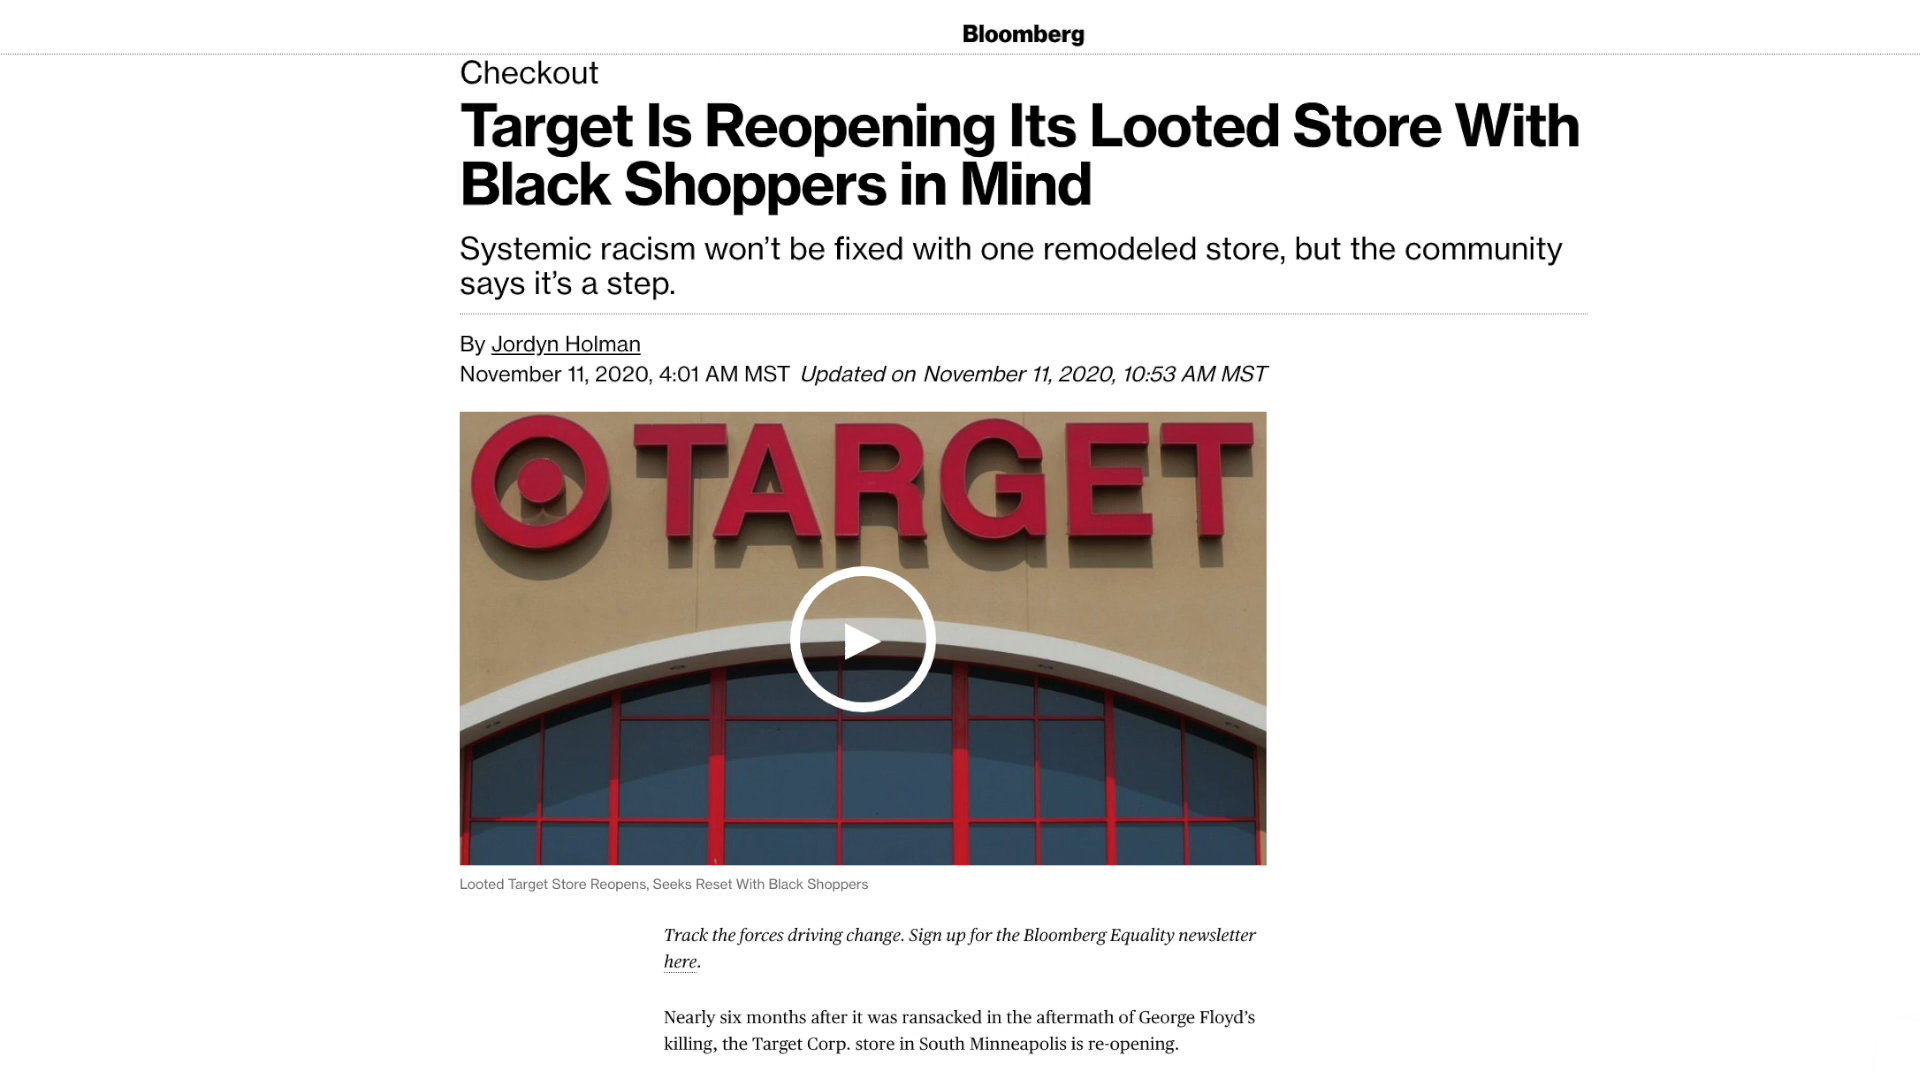 Bloomberg
Checkout
Target Is Reopening Its Looted Store With
Black Shoppers in Mind
Systemic racism won’t be fixed with one remodeled store, but the community
says it’s a step.
By Jordyn Holman
November 11, 2020, 4:01 AM MST Updated on November 11, 2020, 10:53 AM MST
TARGET
Looted Target Store Reopens, Seeks Reset With Black Shoppers
Track the forces driving change. Sign up for the Bloomberg Equality newsletter
here.
Nearly six months after it was ransacked in the aftermath of George Floyd’s
killing, the Target Corp. store in South Minneapolis is re-opening.